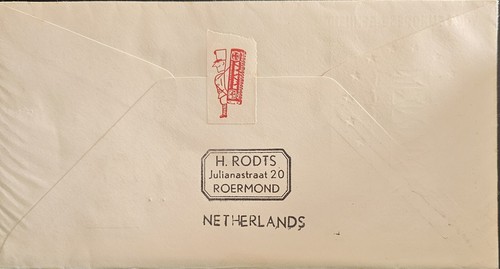 H. RODTS
Julianastraat 20
ROERMOND
NETHERLANDS